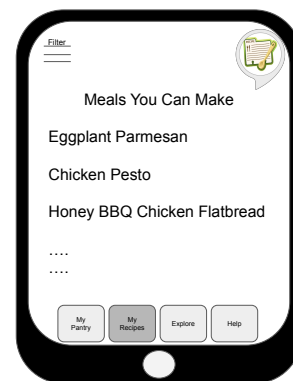 Filter
Meals You Can Make
Eggplant Parmesan
Chicken Pesto
Honey BBQ Chicken Flatbread
....
....
My
Pantry
My
Recipes
Explore
Help